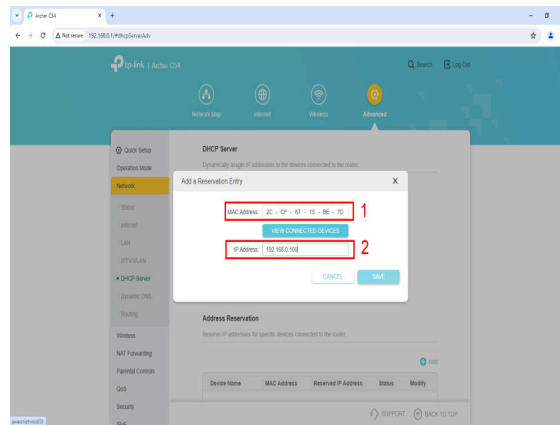 Archer C54
Not secure 192.168.0.1/#dhcpServerAdv
tp-link | Archer C54
Search Log Out
Network Map Internet Wireless Advanced
Quick Setup
Operation Mode
Network
Status
Internet
LAN
IPTV/VLAN
DHCP Server
Dynamic DNS
Routing
Wireless
NAT Forwarding
Parental Controls
QoS
Security
DHCP Server
Dynamically assign IP addresses to the devices connected to the router.
Add a Reservation Entry X
MAC Address: 2C - CF - 67 - 15 - BE - 7D 1
VIEW CONNECTED DEVICES
IP Address: 192.168.0.100 2
CANCEL SAVE
Address Reservation
Reserve IP addresses for specific devices connected to the router.
Add
Device Name MAC Address Reserved IP Address Status Modify
SUPPORT BACK TO TOP
javascript:void(0)